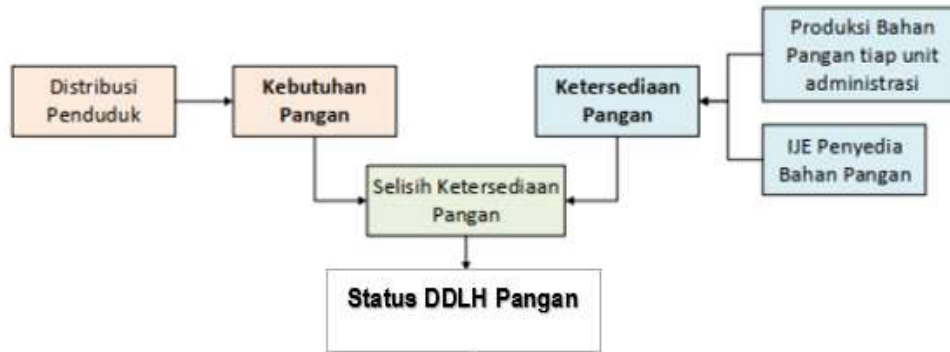 Distribusi
Penduduk
Kebutuhan
Pangan
Ketersediaan
Pangan
Produksi Bahan
Pangan tiap unit
administrasi
IJE Penyedia
Bahan Pangan
Selisih Ketersediaan
Pangan
Status DDLH Pangan